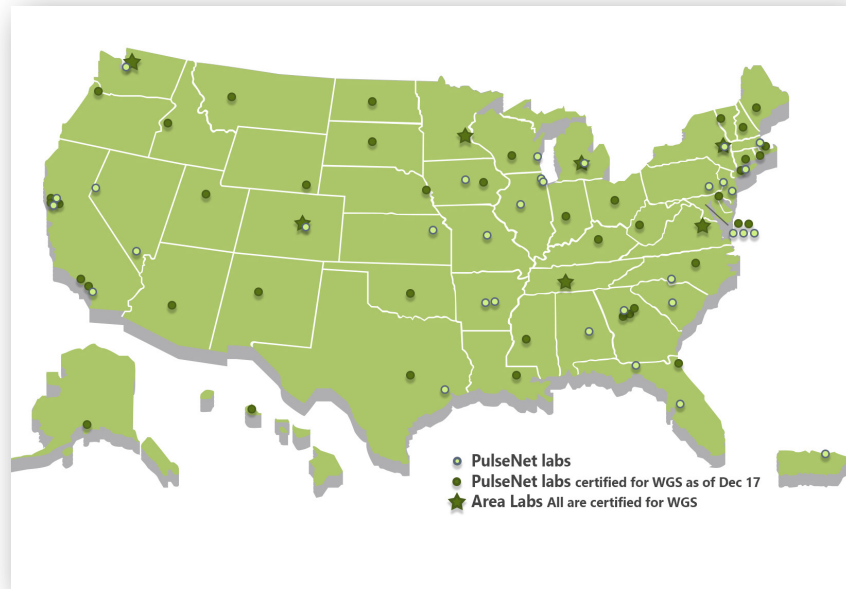 PulseNet labs
PulseNet labs certified for WGS as of Dec 17
Area Labs All are certified for WGS